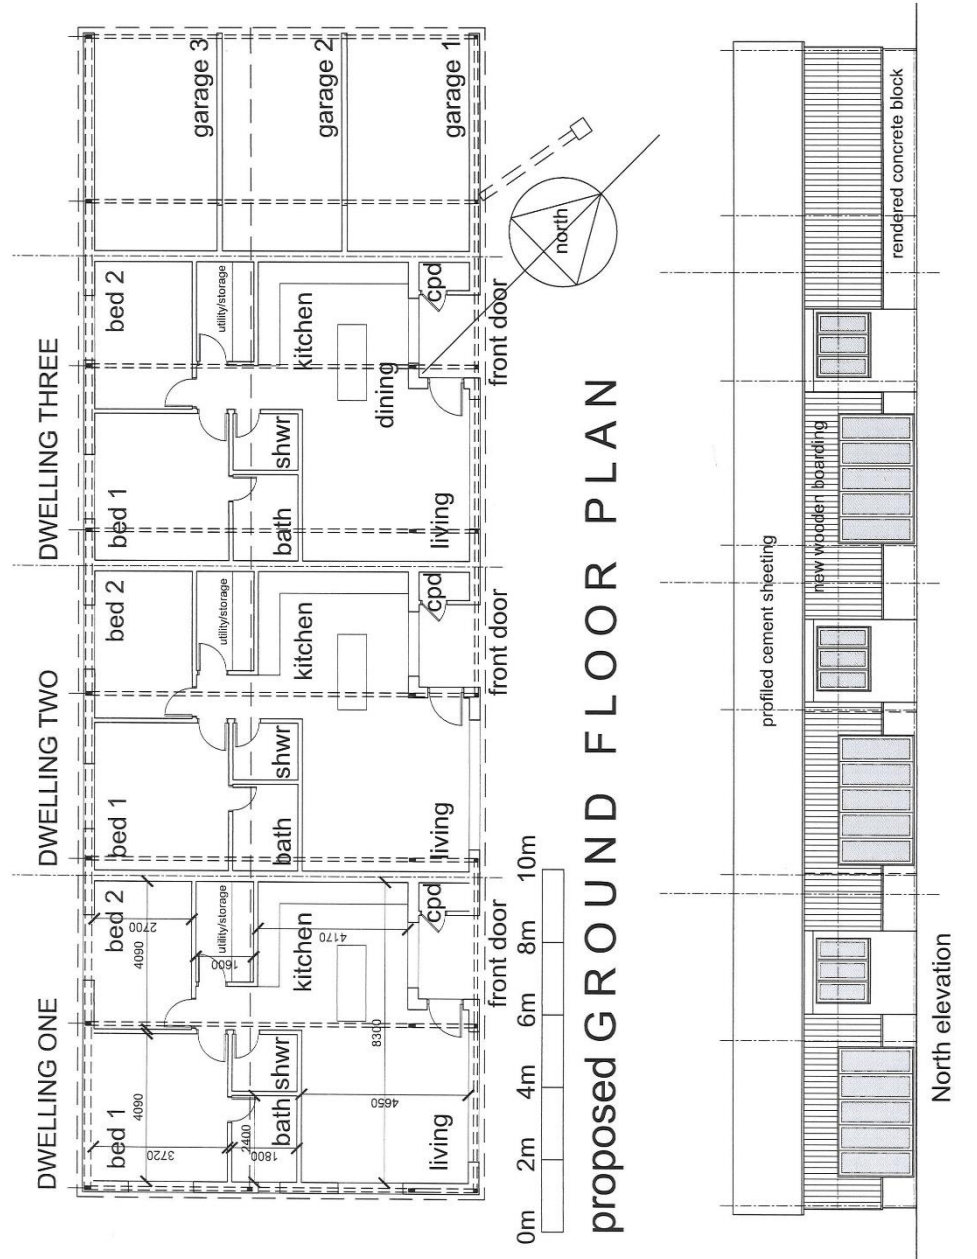 DWELLING ONE
DWELLING TWO
DWELLING THREE
bed 1
4090
3720
bed 2
4090
2700
bed 1
bed 2
bed 1
bed 2
garage 3
utility/storage
1600
utility/storage
utility/storage
2400
1800
bath
shwr
kitchen
4170
bath
shwr
kitchen
bath
shwr
kitchen
garage 2
8300
4650
dining
living
cpd
living
cpd
living
cpd
garage 1
front door
front door
front door
0m
2m
4m
6m
8m
10m
north
proposed GROUND FLOOR PLAN
profiled cement sheeting
new wooden boarding
rendered concrete block
North elevation